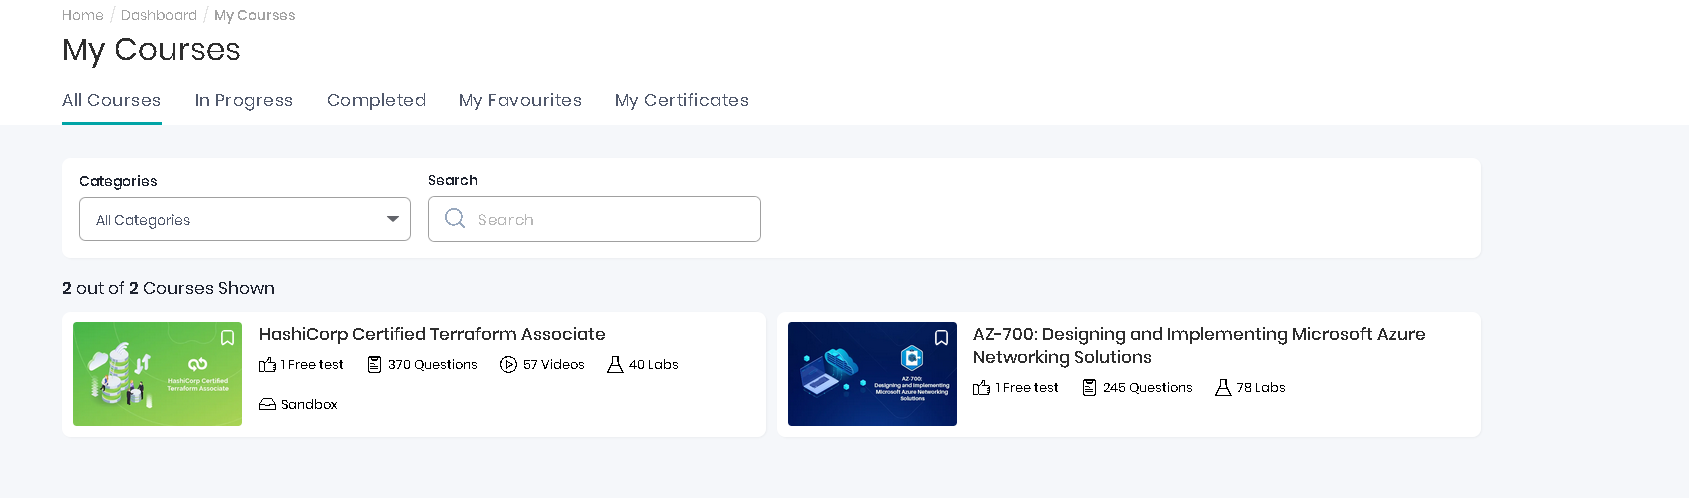 Home / Dashboard / My Courses
My Courses
All Courses In Progress Completed My Favourites My Certificates
Categories
All Categories
Search
Search
2 out of 2 Courses Shown
HashiCorp Certified
Terraform Associate
HashiCorp Certified Terraform Associate
1 Free test 370 Questions 57 Videos 40 Labs
Sandbox
AZ-700:
Designing and Implementing
Microsoft Azure Networking
Solutions
AZ-700: Designing and Implementing Microsoft Azure
Networking Solutions
1 Free test 245 Questions 78 Labs